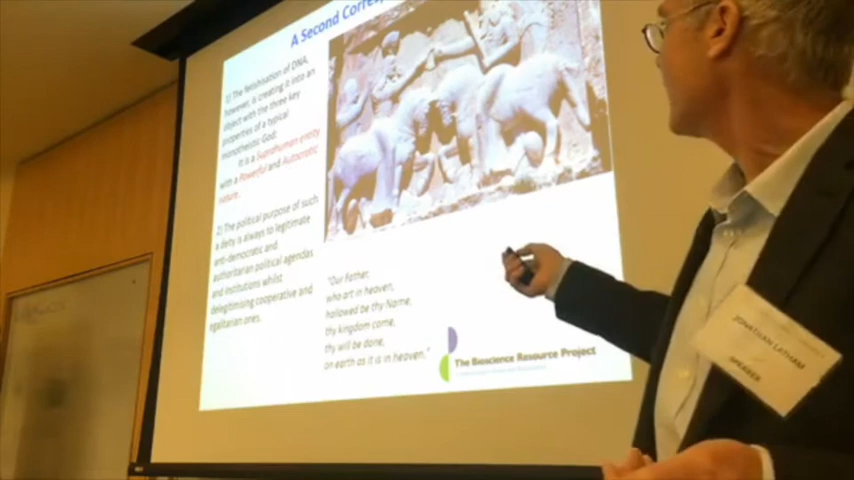 A Second Corres
1) The fetishisation of DNA,
however, is creating it into an
object with the three key
properties of a typical
monotheistic God:
It is a Suprahuman entity
with a Powerful and Autocratic
nature.
2) The political purpose of such
a deity is always to legitimate
anti-democratic and
authoritarian political agendas
and institutions whilst
delegitimising cooperative and
egalitarian ones.
"Our Father,
who art in heaven,
hallowed be thy Name,
thy kingdom come,
thy will be done,
on earth as it is in heaven."
The Bioscience Resource Project
JONATHAN LATHAM
SPEAKER